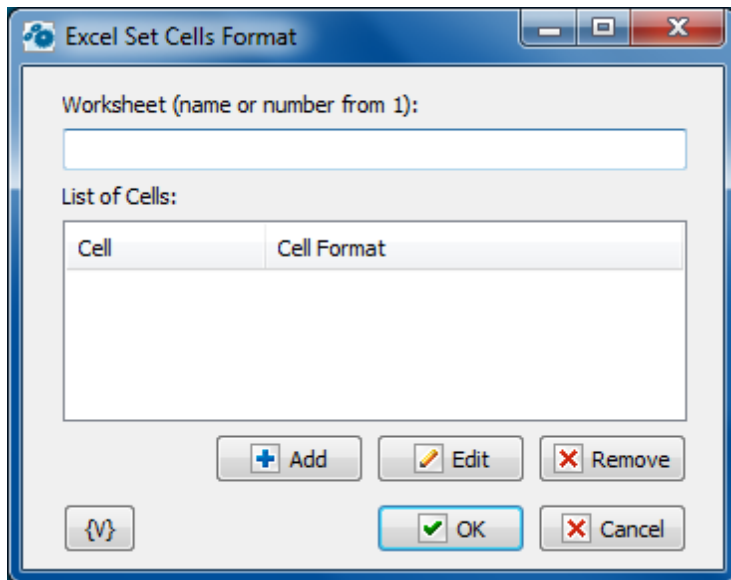 Excel Set Cells Format
Worksheet (name or number from 1):
List of Cells:
Cell Cell Format
Add Edit Remove
{V} OK Cancel